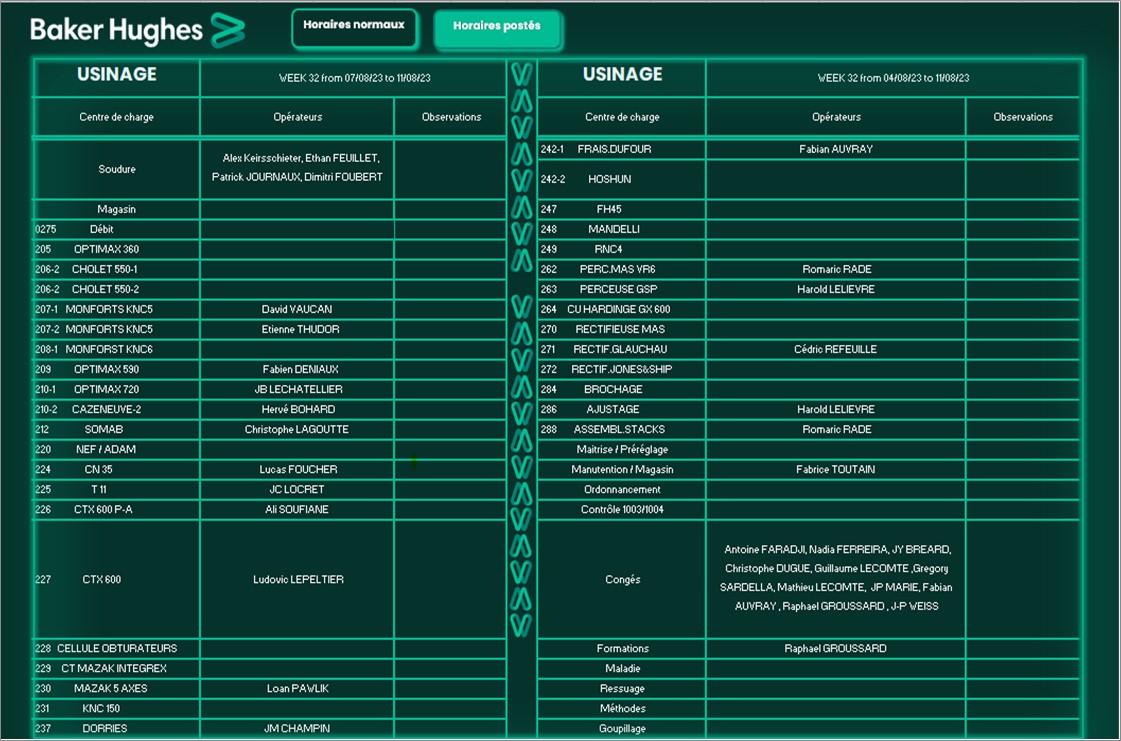 Baker Hughes
Horaires normaux
Horaires postés
USINAGE WEEK 32 from 07/08/23 to 11/08/23
Centre de charge Opérateurs Observations
Soudure Alex Keirsschieter, Ethan FEUILLET,
Patrick JOURNAUX, Dimitri FOUBERT
Magasin
0275 Débit
205 OPTIMAX 360
206-2 CHOLET 550-1
206-2 CHOLET 550-2
207-1 MONFORTS KNC5 David VAUCAN
207-2 MONFORTS KNC5 Etienne THUDOR
208-1 MONFORST KNC6
209 OPTIMAX 590 Fabien DENIAUX
210-1 OPTIMAX 720 JB LECHATELLIER
210-2 CAZENEUVE-2 Hervé BOHARD
212 SOMAB Christophe LAGOUTTE
220 NEF / ADAM
224 CN 35 Lucas FOUCHER
225 T 11 JC LOCRET
226 CTX 600 P-A Ali SOUFIANE
227 CTX 600 Ludovic LEPELTIER
228 CELLULE OBTURATEURS
229 CT MAZAK INTEGREX
230 MAZAK 5 AXES Loan PAWLIK
231 KNC 150
237 DORRIES JM CHAMPIN
USINAGE WEEK 32 from 04/08/23 to 11/08/23
Centre de charge Opérateurs Observations
242-1 FRAIS.DUFOUR Fabian AUVRAY
242-2 HOSHUN
247 FH45
248 MANDELLI
249 RNC4
262 PERC.MAS VR6 Romaric RADE
263 PERCEUSE GSP Harold LELIEVRE
264 CU HARDINGE GX 600
270 RECTIFIEUSE MAS
271 RECTIF.GLAUCHAU Cédric REFEUILLE
272 RECTIF.JONES&SHIP
284 BROCHAGE
286 AJUSTAGE Harold LELIEVRE
288 ASSEMBL.STACKS Romaric RADE
Maitrise / Préréglage
Manutention / Magasin Fabrice TOUTAIN
Ordonnancement
Contrôle 1003/1004
Congés Antoine FARADJI, Nadia FERREIRA, JY BREARD,
Christophe DUGUE, Guillaume LECOMTE ,Gregory
SARDELLA, Mathieu LECOMTE, JP MARIE, Fabian
AUVRAY , Raphael GROUSSARD , J-P WEISS
Formations Raphael GROUSSARD
Maladie
Ressuage
Méthodes
Goupillage